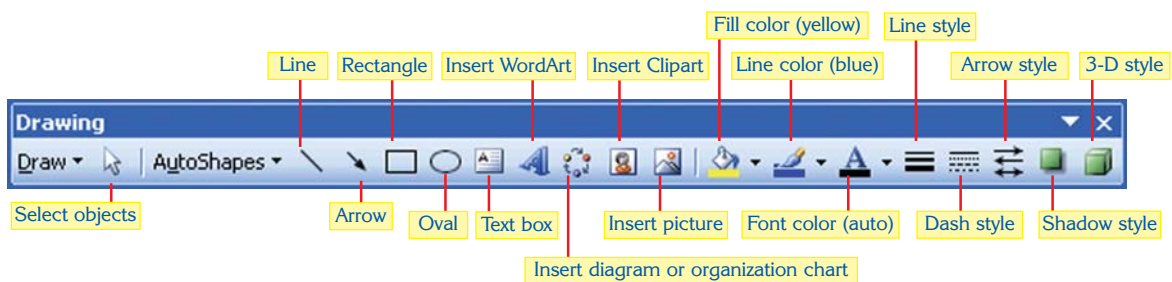 Fill color (yellow) Line style
Line Rectangle Insert WordArt Insert Clipart Line color (blue) Arrow style 3-D style
Drawing
Draw AutoShapes A A A
Select objects Arrow Oval Text box Insert picture Font color (auto) Dash style Shadow style
Insert diagram or organization chart